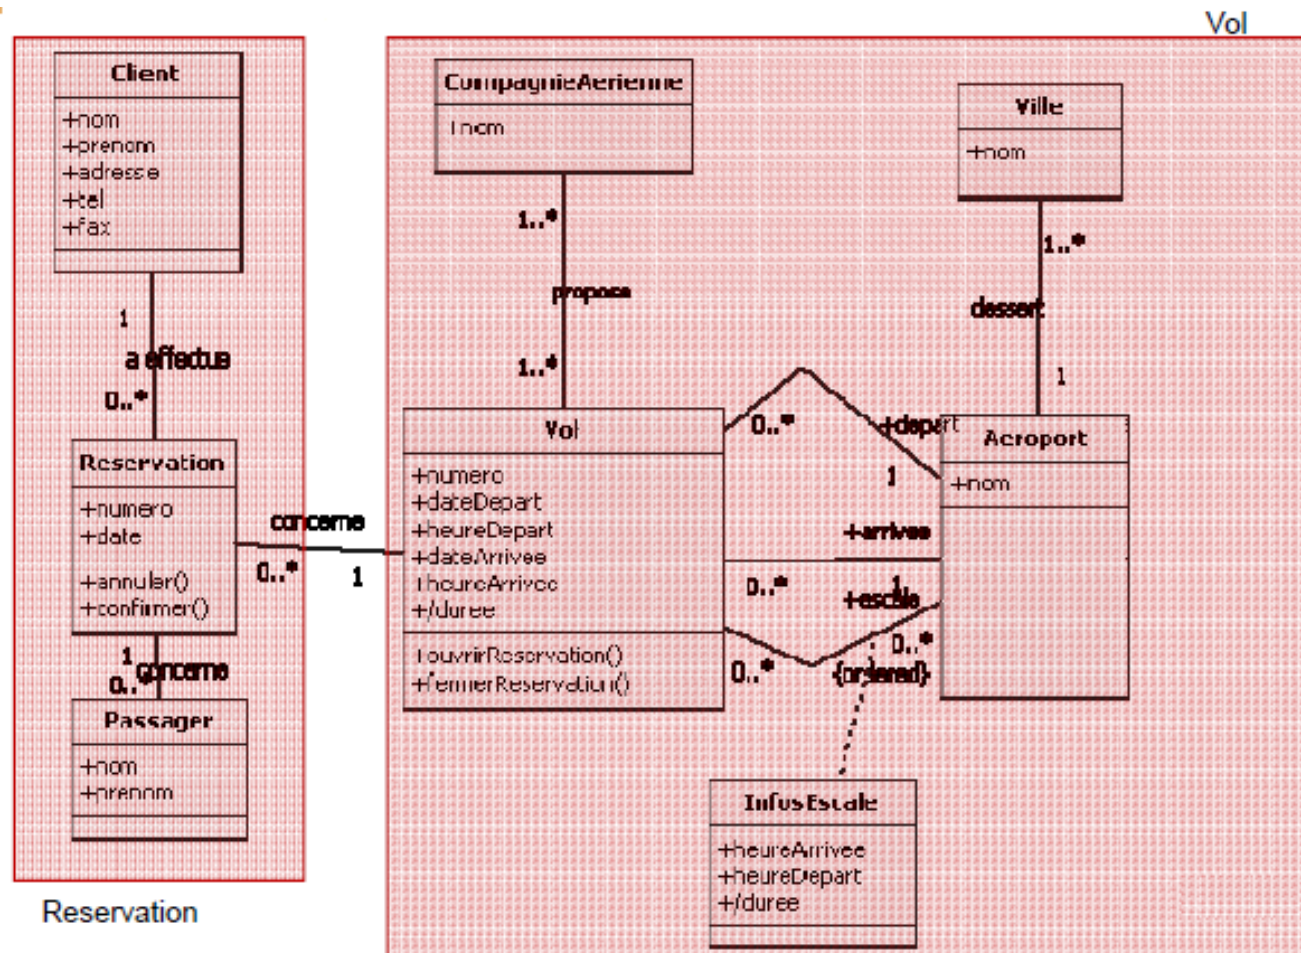 Vol
Client
+nom
+prenom
+adresse
+tel
+fax
1
a effectue
0..*
Reservation
+numero
+date
+annuler()
+confirmer()
concerne
0..*
1
1
concerne
0..*
Passager
+nom
+prenom
Reservation
CompagnieAerienne
+nom
1..*
propose
1..*
Vol
+numero
+dateDepart
+heureDepart
+dateArrivee
+heureArrivee
+/duree
+ouvrirReservation()
+fermerReservation()
Ville
+nom
1..*
dessert
1
Aeroport
+nom
0..*
+depart
1
+arrivee
0..*
1
+escale
0..*
0..*
{ordered}
InfosEscale
+heureArrivee
+heureDepart
+/duree